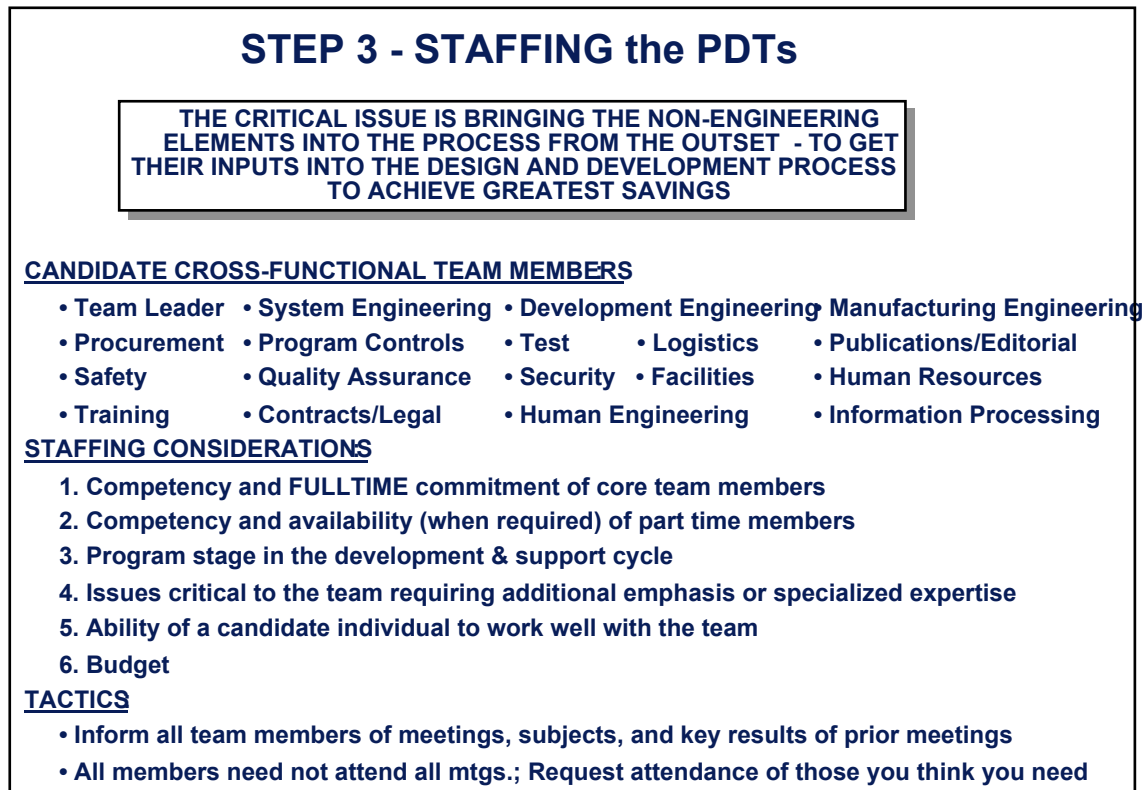 STEP 3 - STAFFING the PDTs
THE CRITICAL ISSUE IS BRINGING THE NON-ENGINEERING
ELEMENTS INTO THE PROCESS FROM THE OUTSET - TO GET
THEIR INPUTS INTO THE DESIGN AND DEVELOPMENT PROCESS
TO ACHIEVE GREATEST SAVINGS
CANDIDATE CROSS-FUNCTIONAL TEAM MEMBERS:
• Team Leader • System Engineering • Development Engineering • Manufacturing Engineering
• Procurement • Program Controls • Test • Logistics • Publications/Editorial
• Safety • Quality Assurance • Security • Facilities • Human Resources
• Training • Contracts/Legal • Human Engineering • Information Processing
STAFFING CONSIDERATIONS:
1. Competency and FULLTIME commitment of core team members
2. Competency and availability (when required) of part time members
3. Program stage in the development & support cycle
4. Issues critical to the team requiring additional emphasis or specialized expertise
5. Ability of a candidate individual to work well with the team
6. Budget
TACTICS:
• Inform all team members of meetings, subjects, and key results of prior meetings
• All members need not attend all mtgs.; Request attendance of those you think you need